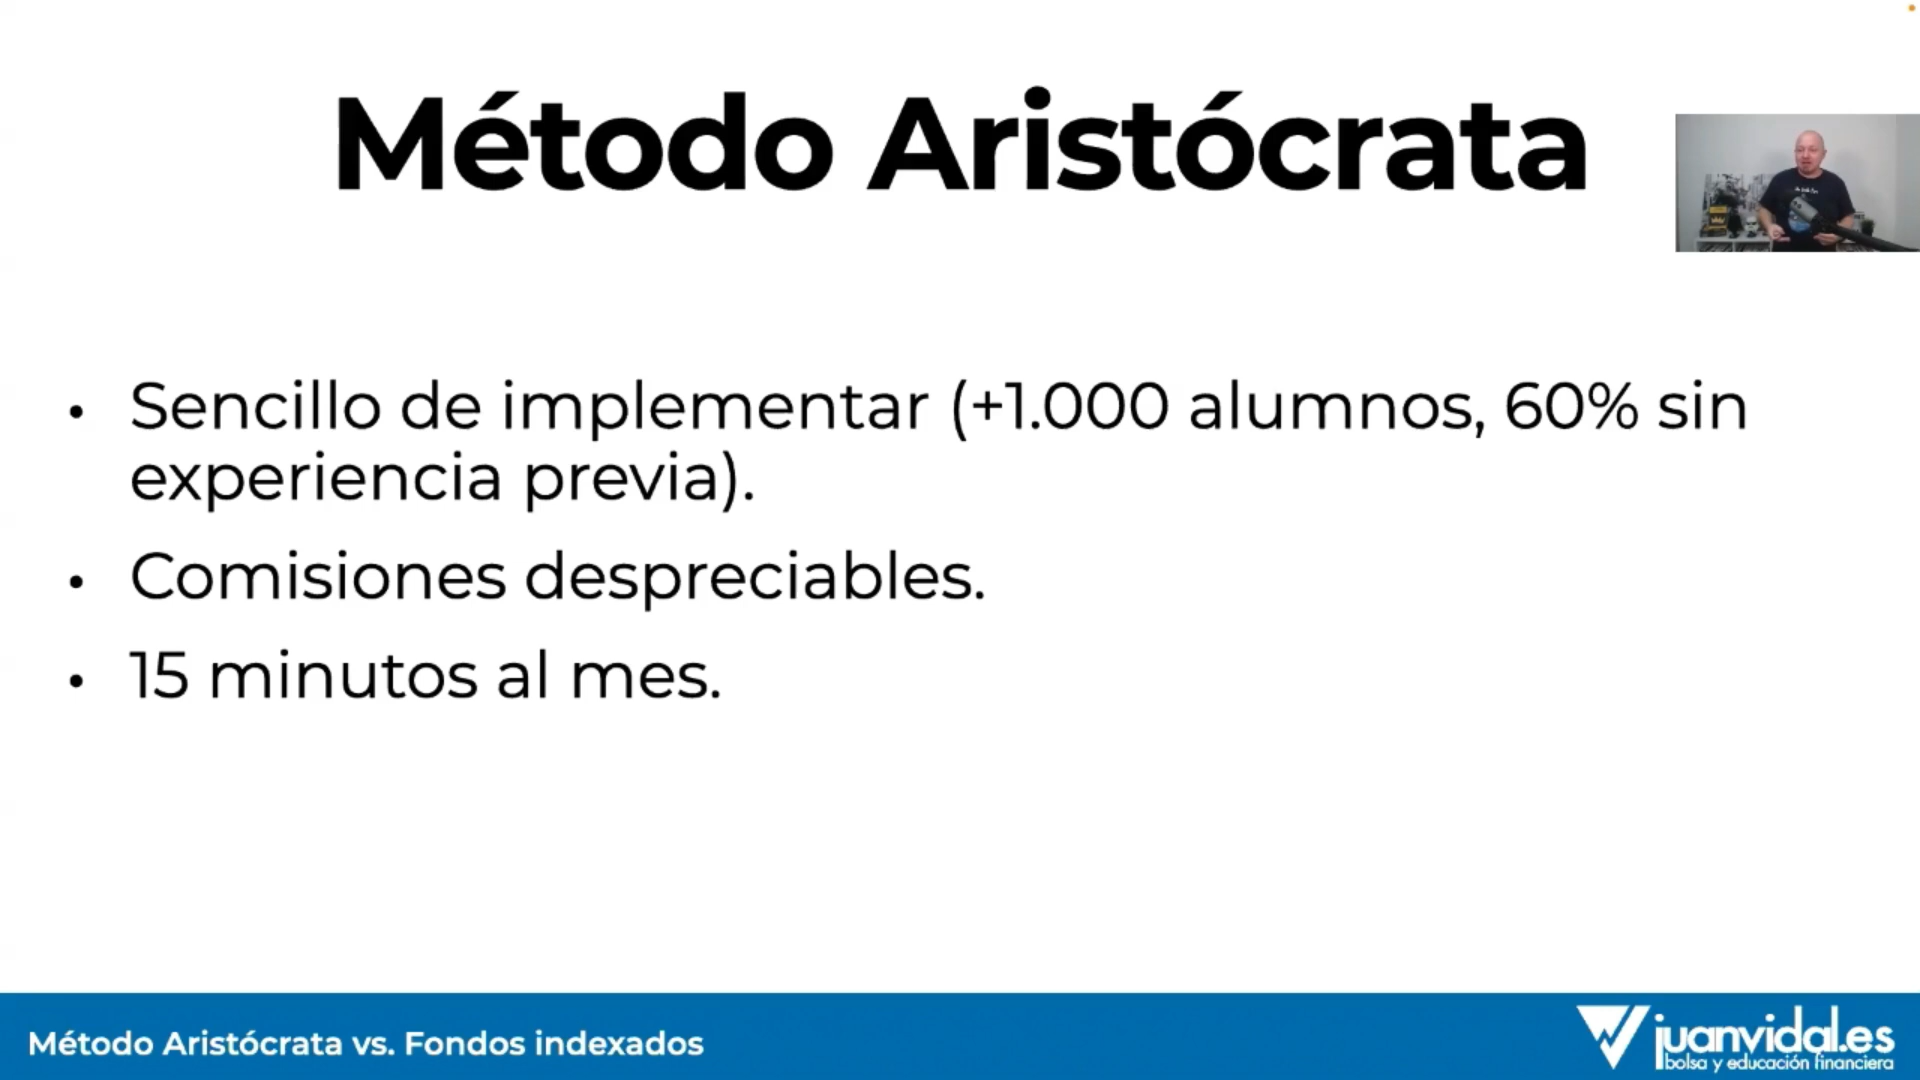 Método Aristócrata
• Sencillo de implementar (+1.000 alumnos, 60% sin
experiencia previa).
• Comisiones despreciables.
• 15 minutos al mes.
Método Aristócrata vs. Fondos indexados
juanvidal.es
bolsa y educación financiera